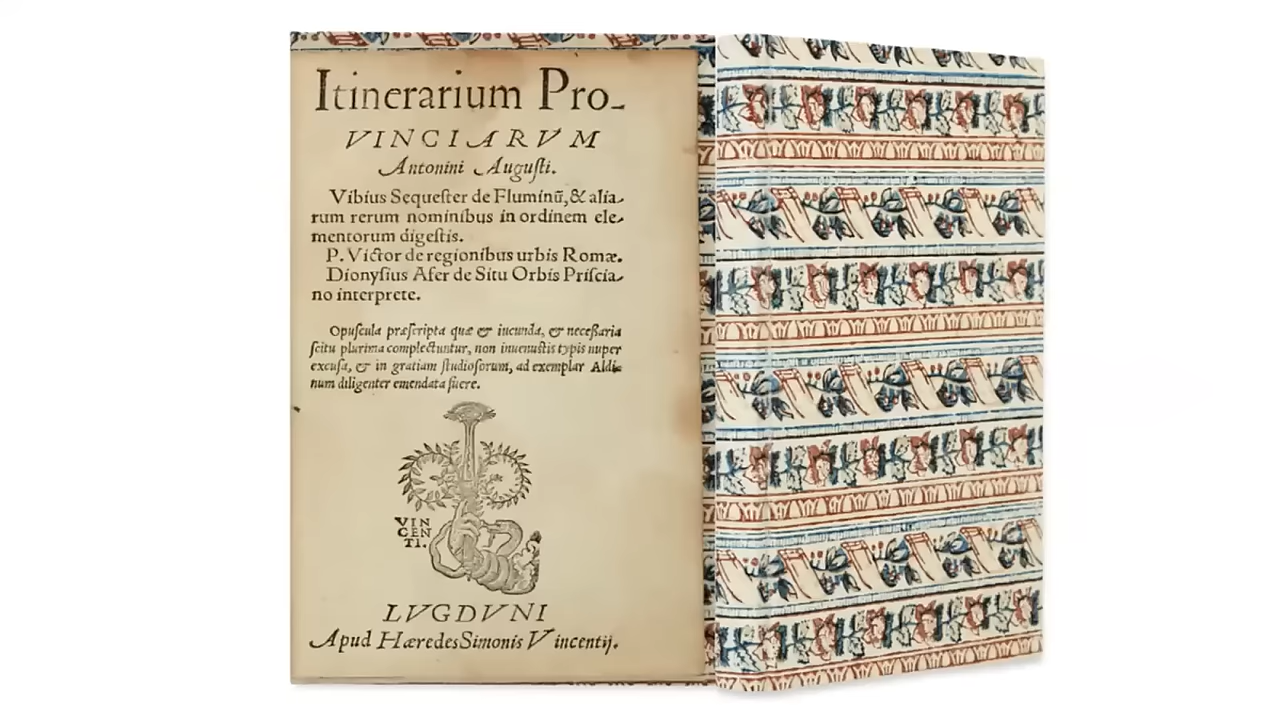 Itinerarium Pro-
VINCIARVM
Antonini Augusti.
Vibius Sequester de Fluminū, & alia-
rum rerum nominibus in ordinem ele-
mentorum digestis.
P. Victor de regionibus urbis Romæ.
Dionysius Afer de Situ Orbis Priscia-
no interprete.
Opuscula præscripta quæ & iucunda, & necessaria
scitu plurima complectuntur, non inuenustis typis nuper
excusa, & in gratiam studiosorum, ad exemplar Aldi-
num diligenter emendata fuere.
VIN
CEN
TI.
LVGDVNI
Apud Hæredes Simonis Vincentij.